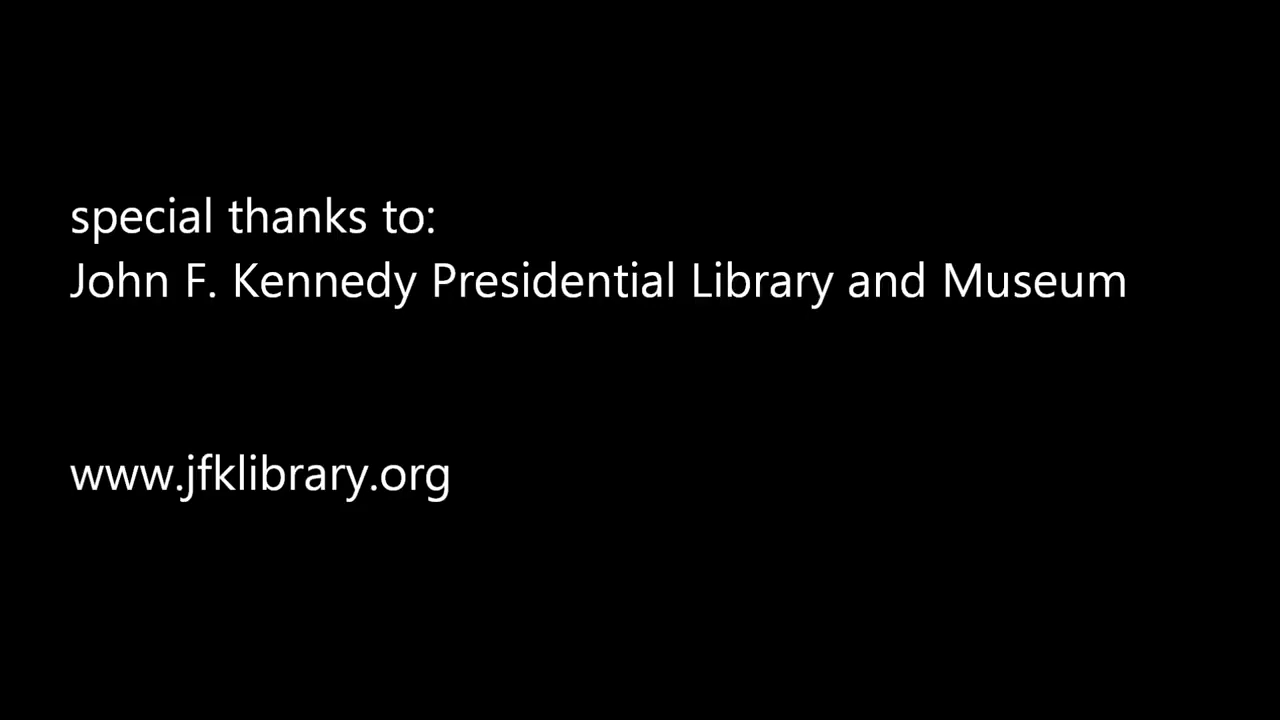 special thanks to:
John F. Kennedy Presidential Library and Museum
www.jfklibrary.org